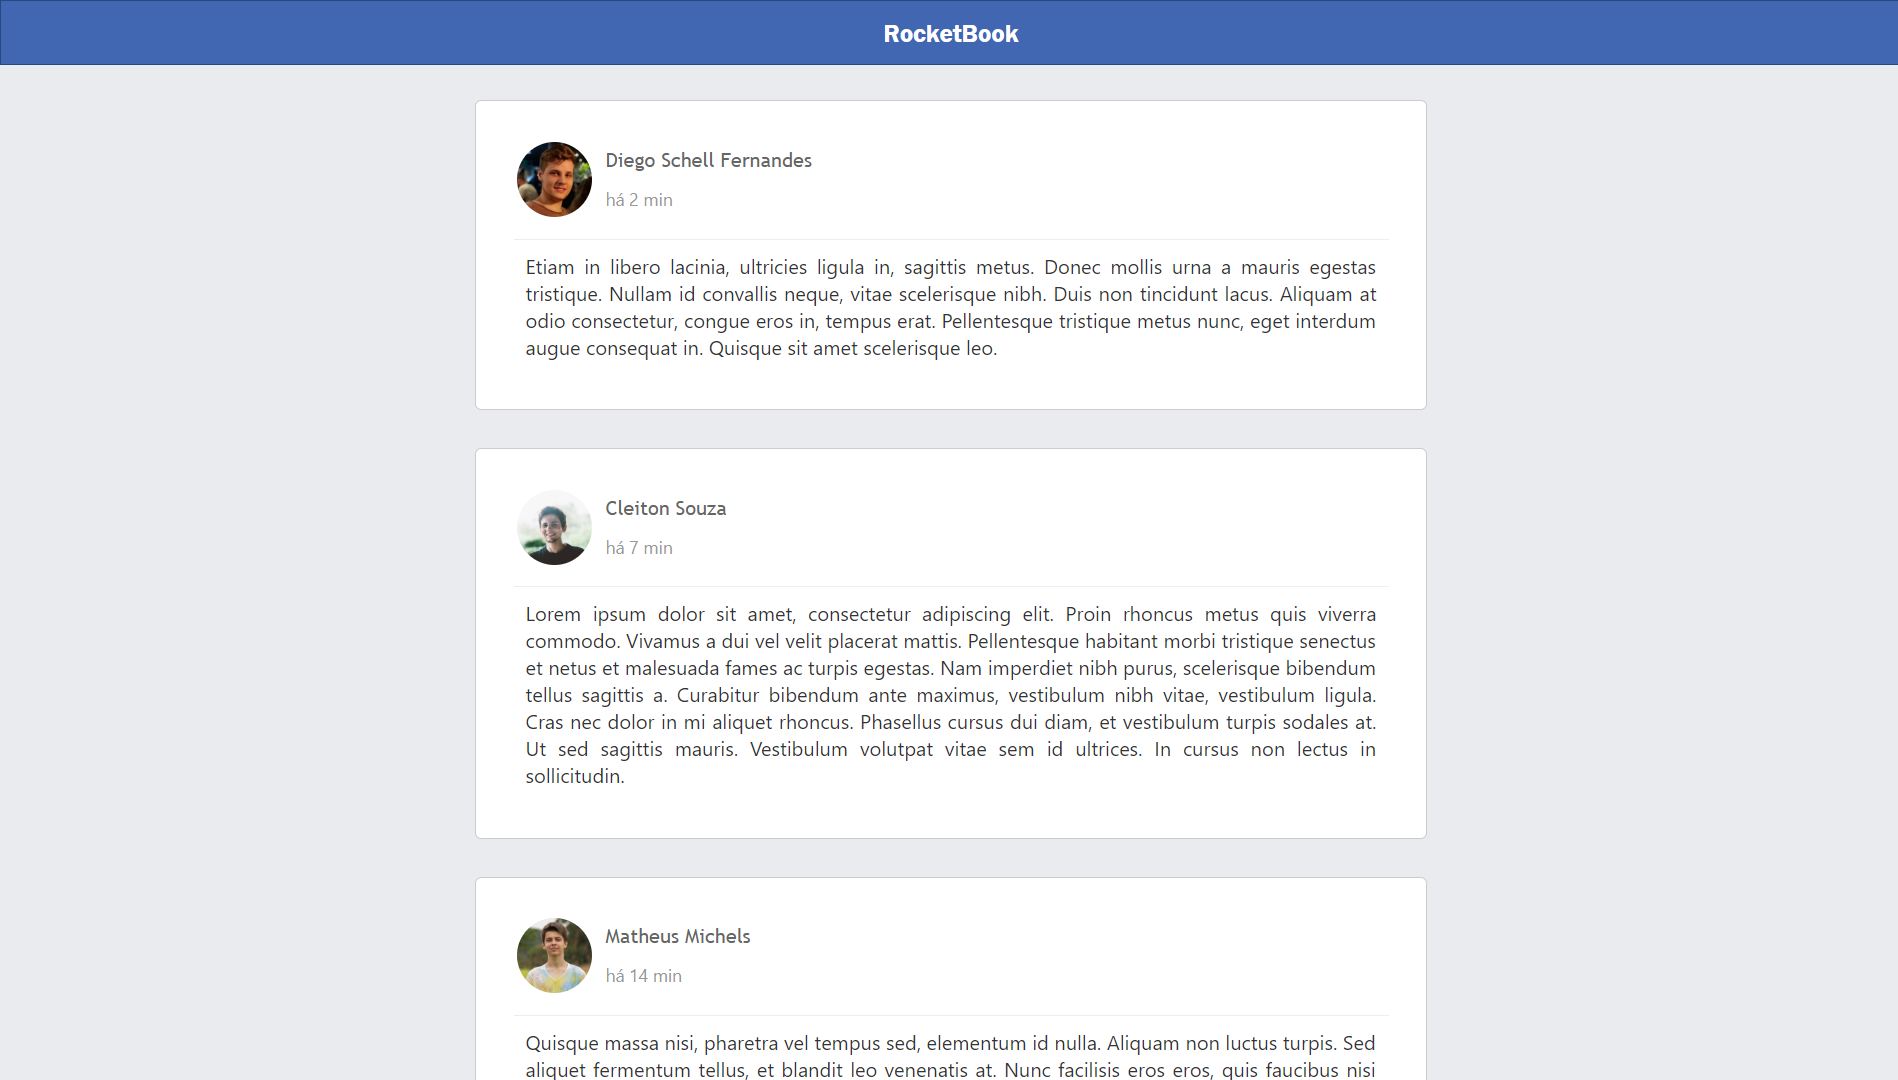 RocketBook
Diego Schell Fernandes
há 2 min
Etiam in libero lacinia, ultricies ligula in, sagittis metus. Donec mollis urna a mauris egestas
tristique. Nullam id convallis neque, vitae scelerisque nibh. Duis non tincidunt lacus. Aliquam at
odio consectetur, congue eros in, tempus erat. Pellentesque tristique metus nunc, eget interdum
augue consequat in. Quisque sit amet scelerisque leo.
Cleiton Souza
há 7 min
Lorem ipsum dolor sit amet, consectetur adipiscing elit. Proin rhoncus metus quis viverra
commodo. Vivamus a dui vel velit placerat mattis. Pellentesque habitant morbi tristique senectus
et netus et malesuada fames ac turpis egestas. Nam imperdiet nibh purus, scelerisque bibendum
tellus sagittis a. Curabitur bibendum ante maximus, vestibulum nibh vitae, vestibulum ligula.
Cras nec dolor in mi aliquet rhoncus. Phasellus cursus dui diam, et vestibulum turpis sodales at.
Ut sed sagittis mauris. Vestibulum volutpat vitae sem id ultrices. In cursus non lectus in
sollicitudin.
Matheus Michels
há 14 min
Quisque massa nisi, pharetra vel tempus sed, elementum id nulla. Aliquam non luctus turpis. Sed
aliquet fermentum tellus, et blandit leo venenatis at. Nunc facilisis eros eros, quis faucibus nisi